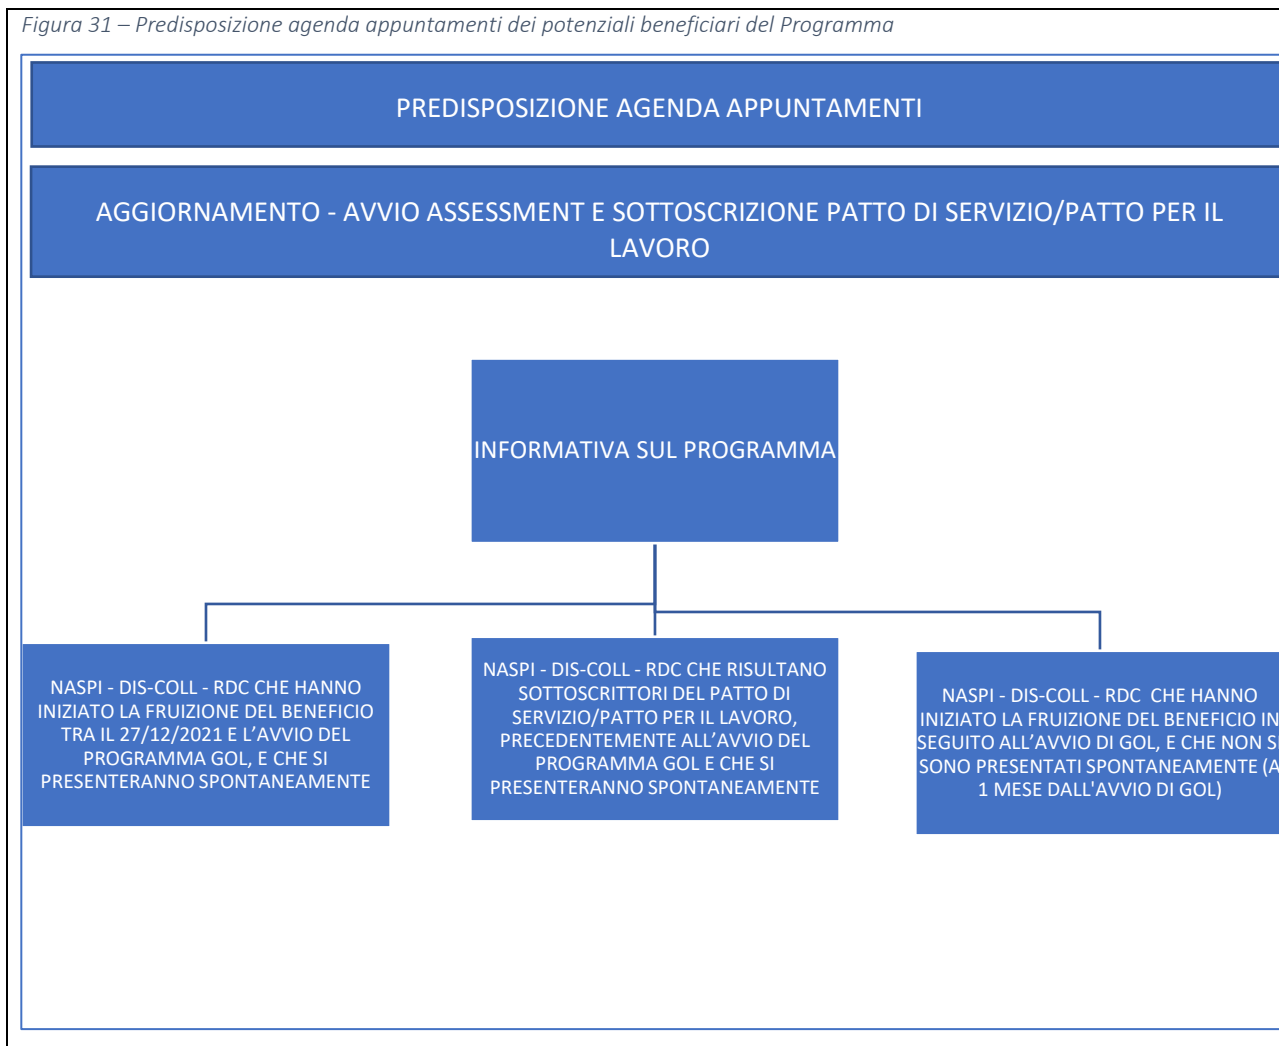 Figura 31 – Predisposizione agenda appuntamenti dei potenziali beneficiari del Programma
PREDISPOSIZIONE AGENDA APPUNTAMENTI
AGGIORNAMENTO - AVVIO ASSESSMENT E SOTTOSCRIZIONE PATTO DI SERVIZIO/PATTO PER IL
LAVORO
INFORMATIVA SUL PROGRAMMA
NASPI - DIS-COLL - RDC CHE HANNO
INIZIATO LA FRUIZIONE DEL BENEFICIO
TRA IL 27/12/2021 E L’AVVIO DEL
PROGRAMMA GOL, E CHE SI
PRESENTERANNO SPONTANEAMENTE
NASPI - DIS-COLL - RDC CHE RISULTANO
SOTTOSCRITTORI DEL PATTO DI
SERVIZIO/PATTO PER IL LAVORO,
PRECEDENTEMENTE ALL’AVVIO DEL
PROGRAMMA GOL E CHE SI
PRESENTERANNO SPONTANEAMENTE
NASPI - DIS-COLL - RDC CHE HANNO
INIZIATO LA FRUIZIONE DEL BENEFICIO IN
SEGUITO ALL’AVVIO DI GOL, E CHE NON SI
SONO PRESENTATI SPONTANEAMENTE (A
1 MESE DALL'AVVIO DI GOL)